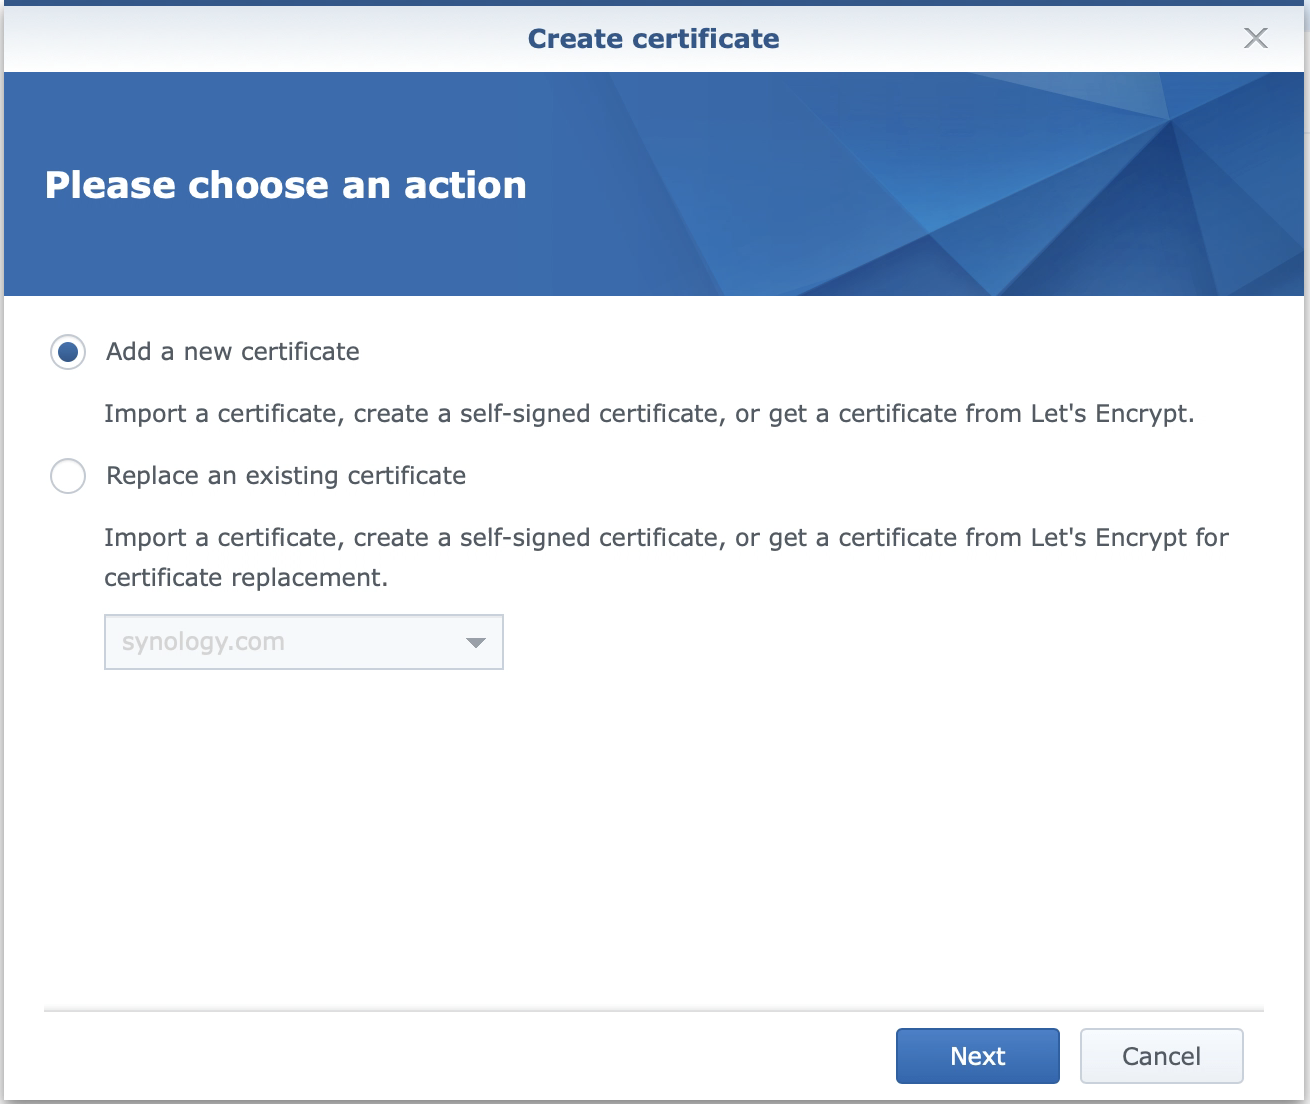 Create certificate
Please choose an action
Add a new certificate
Import a certificate, create a self-signed certificate, or get a certificate from Let's Encrypt.
Replace an existing certificate
Import a certificate, create a self-signed certificate, or get a certificate from Let's Encrypt for
certificate replacement.
synology.com
Next
Cancel